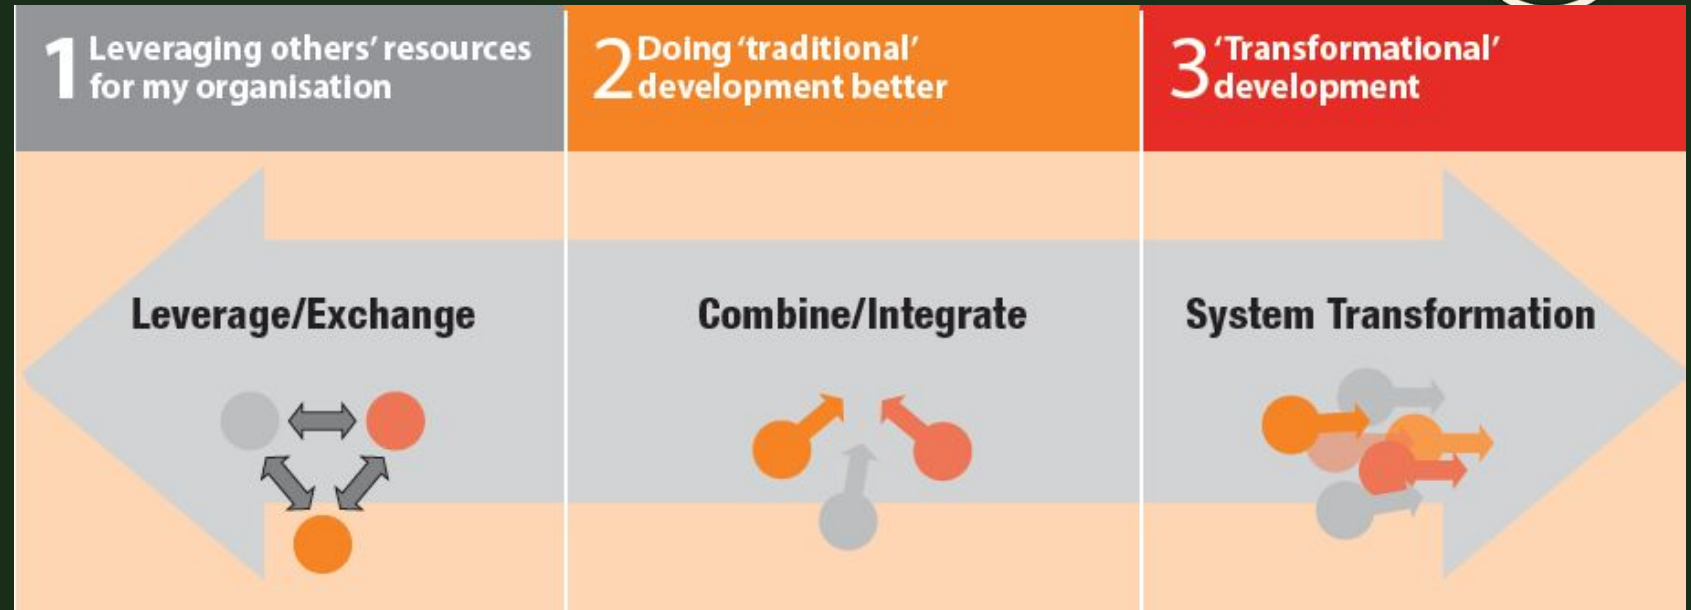 1 Leveraging others' resources
for my organisation
2 Doing 'traditional'
development better
3 'Transformational'
development
Leverage/Exchange
Combine/Integrate
System Transformation